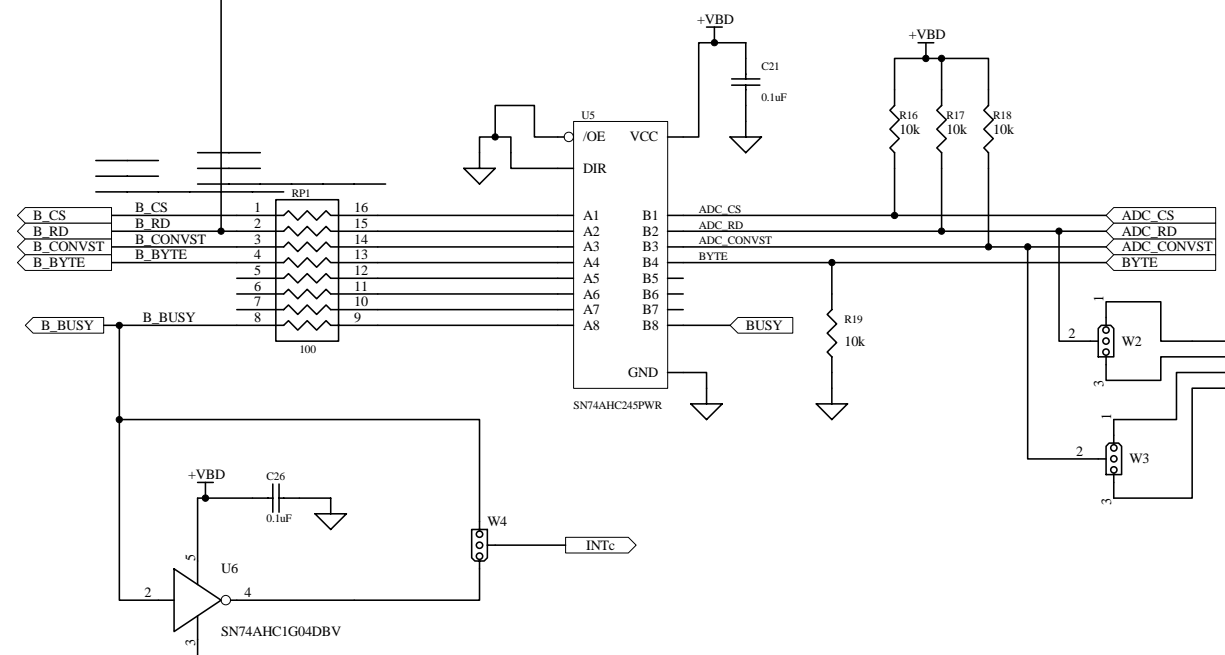 +VBD
C21
0.1uF
+VBD
R16
10k
R17
10k
R18
10k
U5
/OE VCC
DIR
RP1
B_CS B_CS 1 16 A1 B1 ADC_CS ADC_CS
B_RD B_RD 2 15 A2 B2 ADC_RD ADC_RD
B_CONVST B_CONVST 3 14 A3 B3 ADC_CONVST ADC_CONVST
B_BYTE B_BYTE 4 13 A4 B4 BYTE BYTE
5 12 A5 B5
6 11 A6 B6
7 10 A7 B7
B_BUSY B_BUSY 8 9 A8 B8 BUSY
100
GND
SN74AHC245PWR
R19
10k
1
2 W2
3
1
2 W3
3
+VBD
C26
0.1uF
W4
INTc
5
U6
2 4
3
SN74AHC1G04DBV